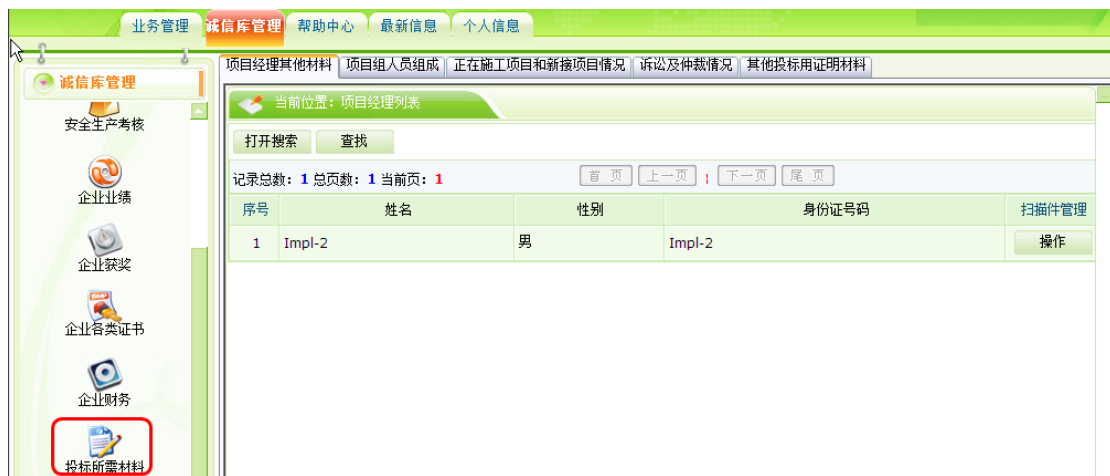 业务管理 诚信库管理 帮助中心 最新信息 个人信息
诚信库管理
安全生产考核
企业业绩
企业获奖
企业各类证书
企业财务
投标所需材料
项目经理其他材料 项目组人员组成 正在施工项目和新接项目情况 诉讼及仲裁情况 其他投标用证明材料
当前位置：项目经理列表
打开搜索 查找
记录总数：1 总页数：1 当前页：1 首 页 上一页 下一页 尾 页
序号 姓名 性别 身份证号码 扫描件管理
1 Impl-2 男 Impl-2 操作